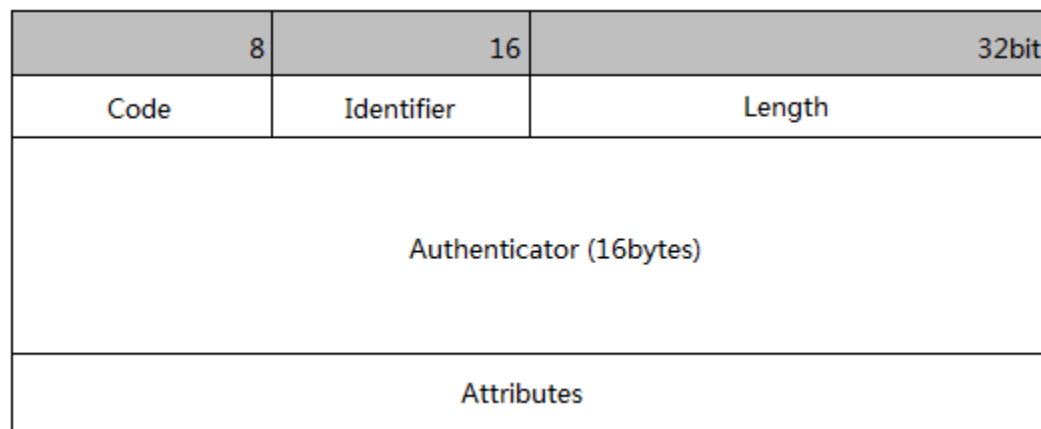 8 16 32bit
Code Identifier Length
Authenticator (16bytes)
Attributes